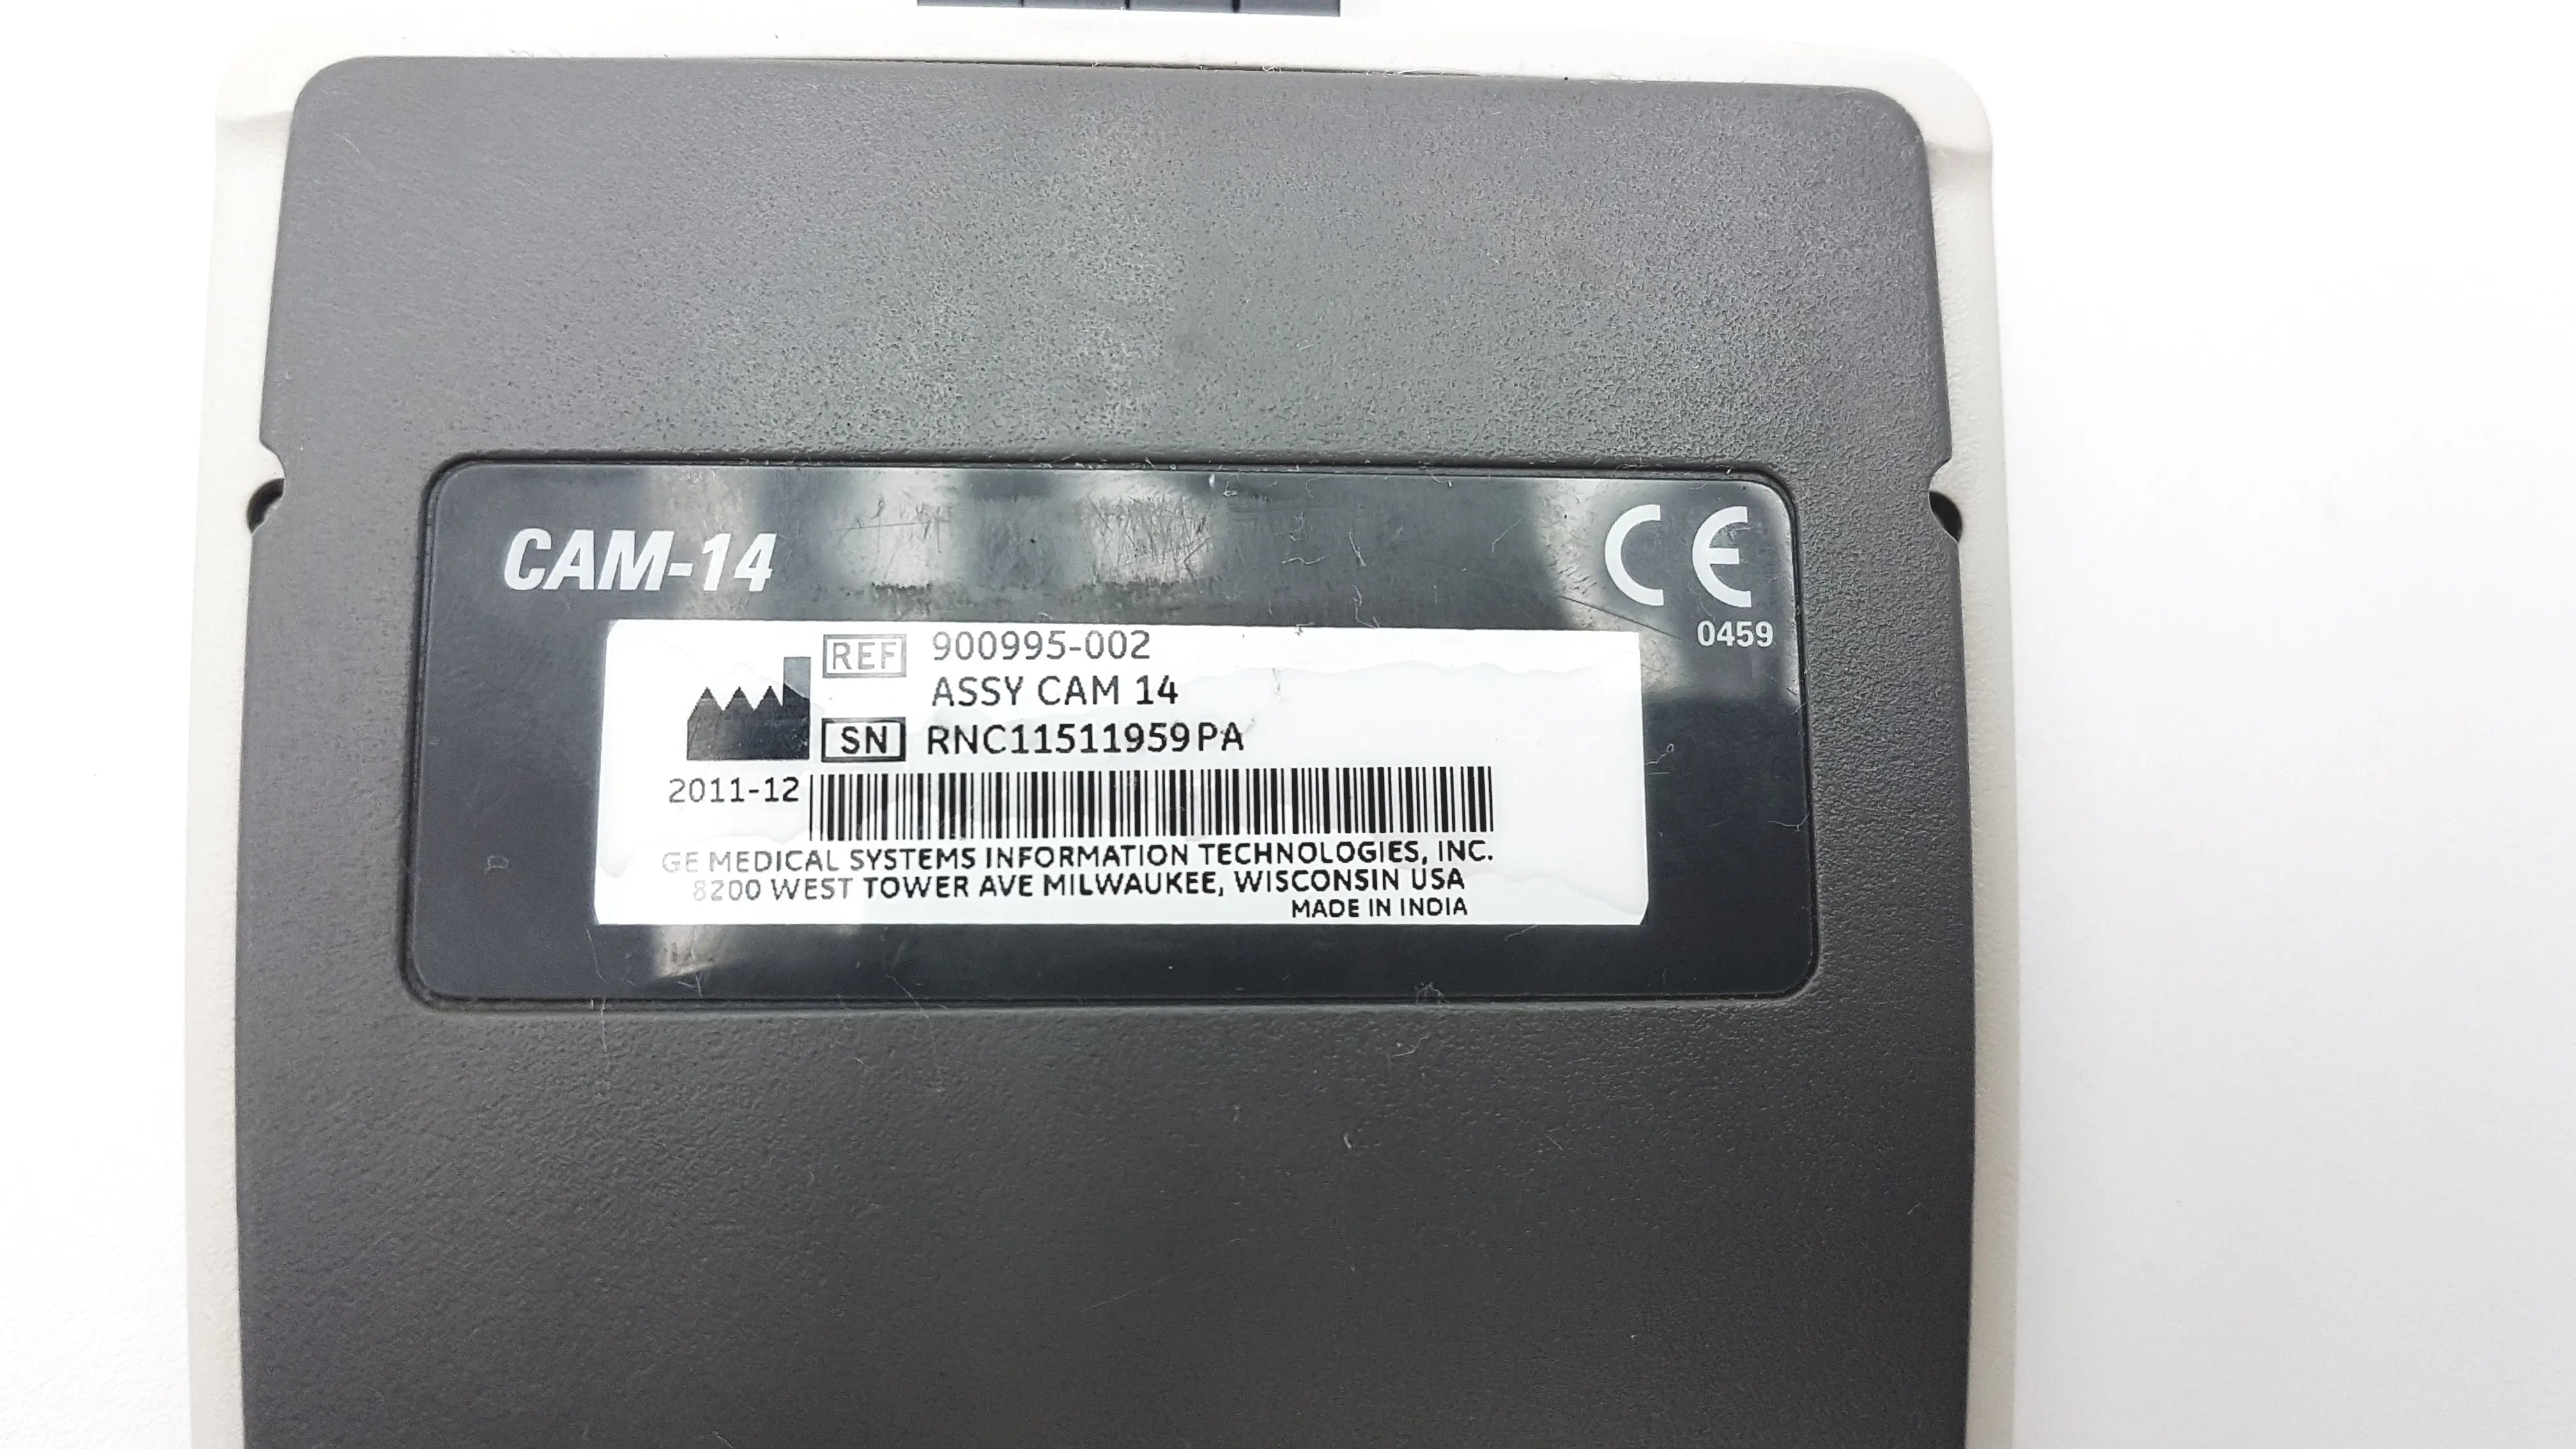 CAM-14
CE
0459
REF 900995-002
ASSY CAM 14
SN RNC11511959PA
2011-12
GE MEDICAL SYSTEMS INFORMATION TECHNOLOGIES, INC.
8200 WEST TOWER AVE MILWAUKEE, WISCONSIN USA
MADE IN INDIA